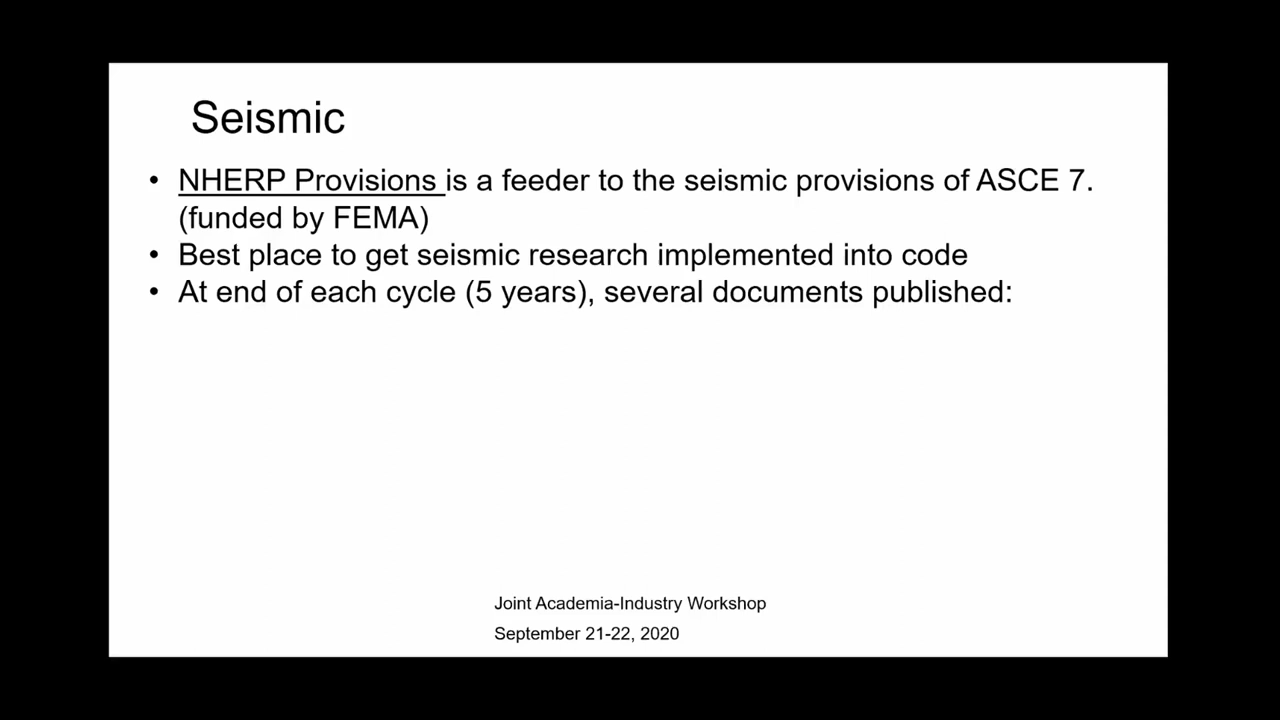 Seismic
• NHERP Provisions is a feeder to the seismic provisions of ASCE 7.
(funded by FEMA)
• Best place to get seismic research implemented into code
• At end of each cycle (5 years), several documents published:
Joint Academia-Industry Workshop
September 21-22, 2020